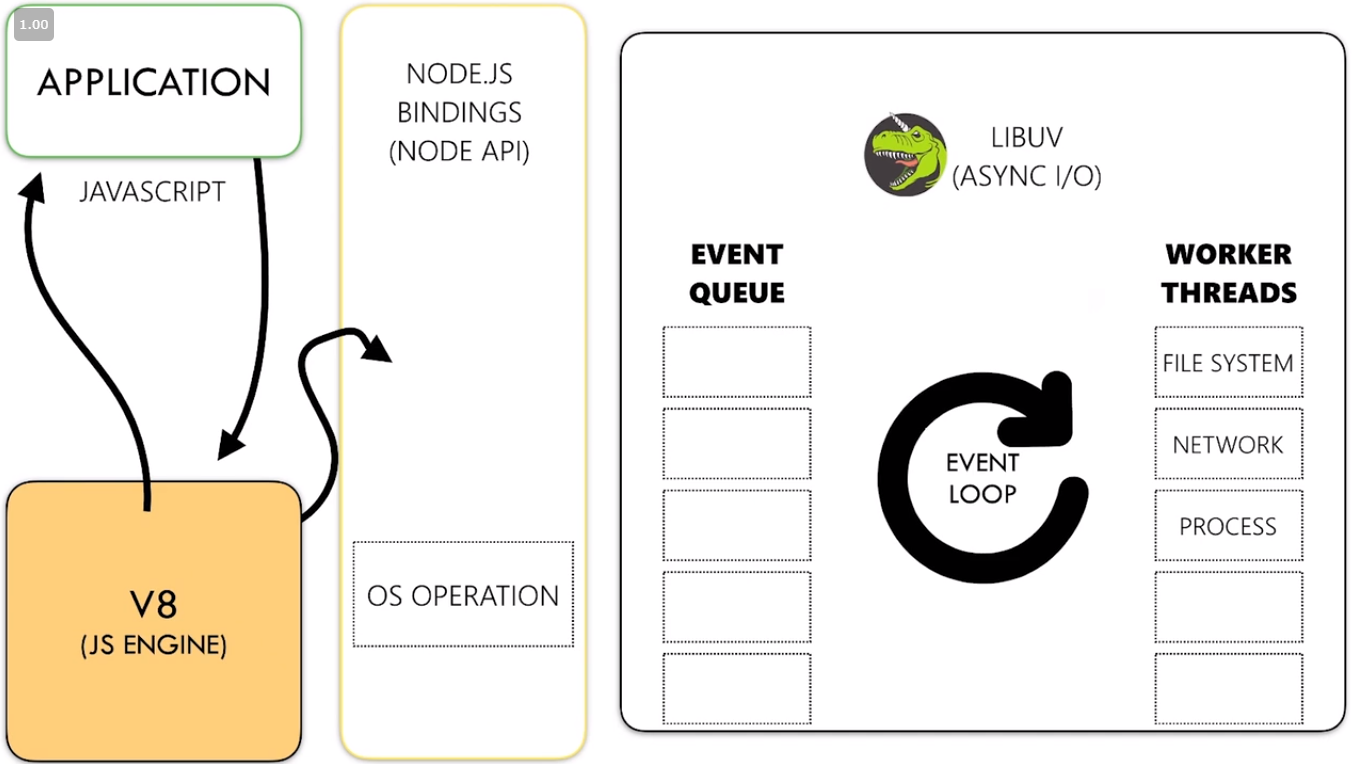 1.00
APPLICATION
JAVASCRIPT
V8
(JS ENGINE)
NODE.JS
BINDINGS
(NODE API)
OS OPERATION
LIBUV
(ASYNC I/O)
EVENT
QUEUE
EVENT
LOOP
WORKER
THREADS
FILE SYSTEM
NETWORK
PROCESS